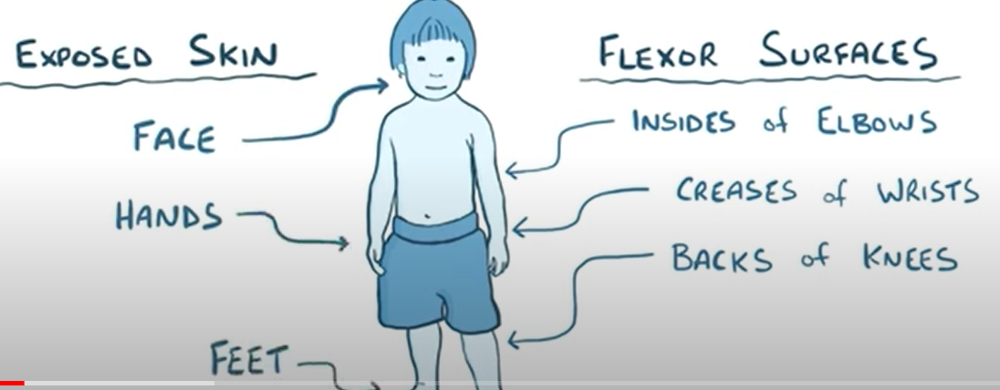 EXPOSED SKIN
FACE
HANDS
FEET
FLEXOR SURFACES
INSIDES of ELBOWS
CREASES of WRISTS
BACKS of KNEES